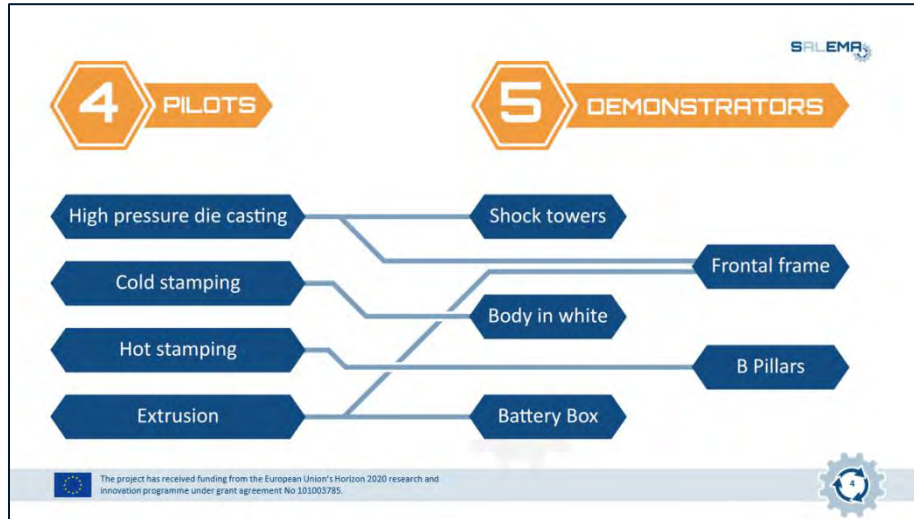 SALEMA
4 PILOTS
5 DEMONSTRATORS
High pressure die casting
Shock towers
Frontal frame
Cold stamping
Body in white
Hot stamping
B Pillars
Extrusion
Battery Box
The project has received funding from the European Union's Horizon 2020 research and
innovation programme under grant agreement No 101003785.
4